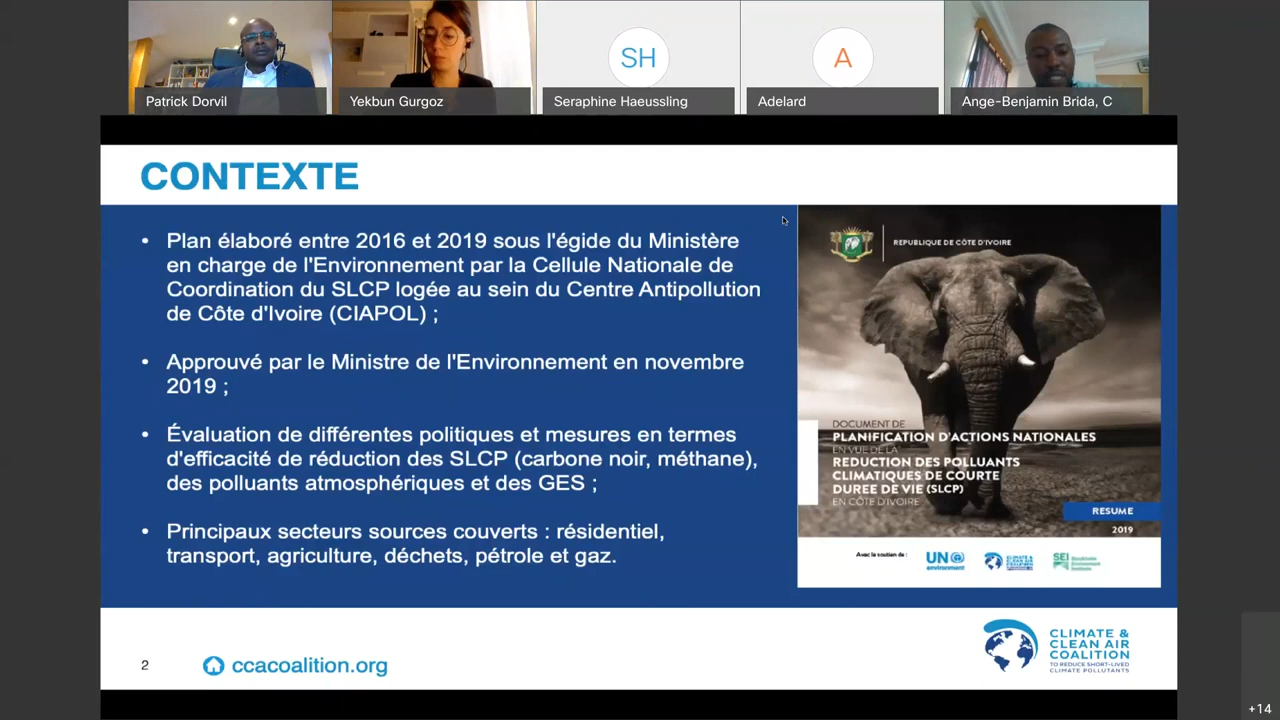 SH
A
Patrick Dorvil
Yekbun Gurgoz
Seraphine Haeussling
Adelard
Ange-Benjamin Brida, C
CONTEXTE
• Plan élaboré entre 2016 et 2019 sous l'égide du Ministère
en charge de l'Environnement par la Cellule Nationale de
Coordination du SLCP logée au sein du Centre Antipollution
de Côte d'Ivoire (CIAPOL) ;
• Approuvé par le Ministre de l'Environnement en novembre
2019 ;
• Évaluation de différentes politiques et mesures en termes
d'efficacité de réduction des SLCP (carbone noir, méthane),
des polluants atmosphériques et des GES ;
• Principaux secteurs sources couverts : résidentiel,
transport, agriculture, déchets, pétrole et gaz.
REPUBLIQUE DE CÔTE D'IVOIRE
DOCUMENT DE
PLANIFICATION D'ACTIONS NATIONALES
EN VUE DE LA
REDUCTION DES POLLUANTS
CLIMATIQUES DE COURTE
DUREE DE VIE (SLCP)
EN CÔTE D'IVOIRE
RESUME
2019
Avec le soutien de :
UN
environment
CLIMATE &
CLEAN AIR
COALITION
SEI
Stockholm
Environment
Institute
2
ccacoalition.org
CLIMATE &
CLEAN AIR
COALITION
TO REDUCE SHORT-LIVED
CLIMATE POLLUTANTS
+14